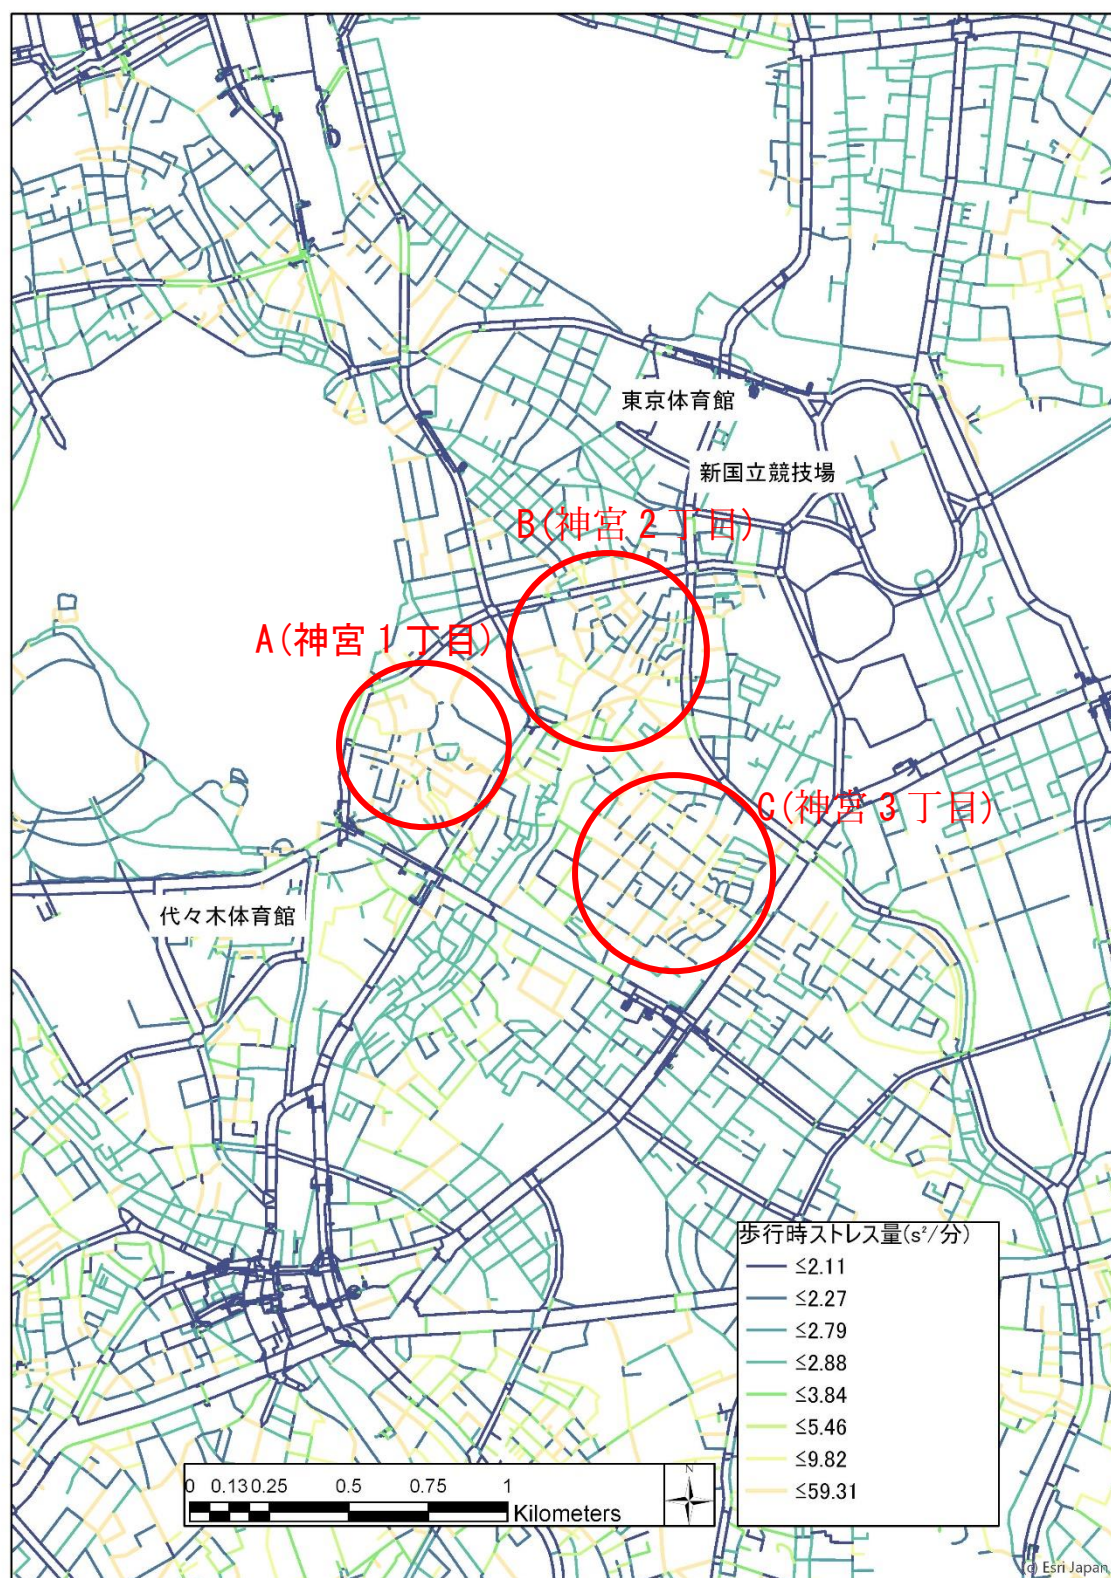 東京体育館
新国立競技場
B(神宮2丁目)
A(神宮1丁目)
C(神宮3丁目)
代々木体育館
歩行時ストレス量(s²/分)
≤2.11
≤2.27
≤2.79
≤2.88
≤3.84
≤5.46
≤9.82
≤59.31
0 0.13 0.25 0.5 0.75 1
Kilometers
N
(c) Esri Japan